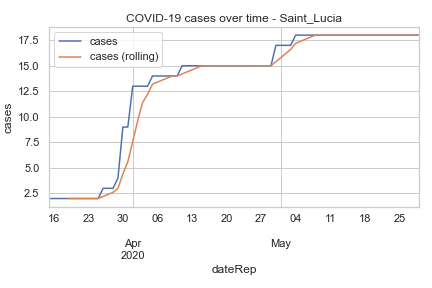 COVID-19 cases over time - Saint_Lucia
cases
cases (rolling)
cases
17.5
15.0
12.5
10.0
7.5
5.0
2.5
16 23 30 06 13 20 27 04 11 18 25
Apr May
2020
dateRep